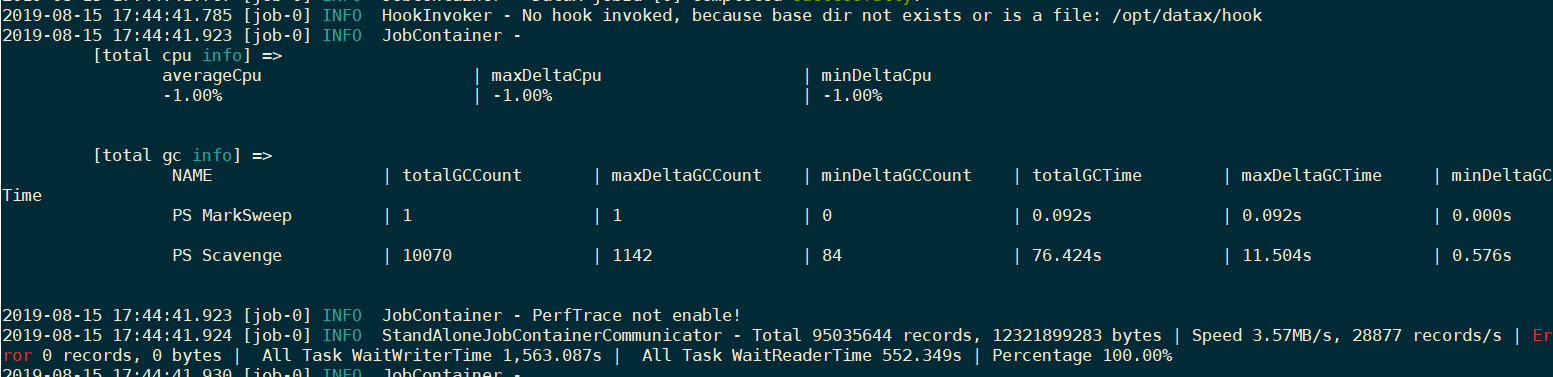 2019-08-15 17:44:41.785 [job-0] INFO  HookInvoker - No hook invoked, because base dir not exists or is a file: /opt/datax/hook
2019-08-15 17:44:41.923 [job-0] INFO  JobContainer -
[total cpu info] =>
averageCpu | maxDeltaCpu | minDeltaCpu
-1.00% | -1.00% | -1.00%
[total gc info] =>
NAME | totalGCCount | maxDeltaGCCount | minDeltaGCCount | totalGCTime | maxDeltaGCTime | minDeltaGC
Time
PS MarkSweep | 1 | 1 | 0 | 0.092s | 0.092s | 0.000s
PS Scavenge | 10070 | 1142 | 84 | 76.424s | 11.504s | 0.576s
2019-08-15 17:44:41.923 [job-0] INFO  JobContainer - PerfTrace not enable!
2019-08-15 17:44:41.924 [job-0] INFO  StandAloneJobContainerCommunicator - Total 95035644 records, 12321899283 bytes | Speed 3.57MB/s, 28877 records/s | Er
ror 0 records, 0 bytes |  All Task WaitWriterTime 1,563.087s |  All Task WaitReaderTime 552.349s | Percentage 100.00%
2019-08-15 17:44:41.930 [job-0] INFO  JobContainer -